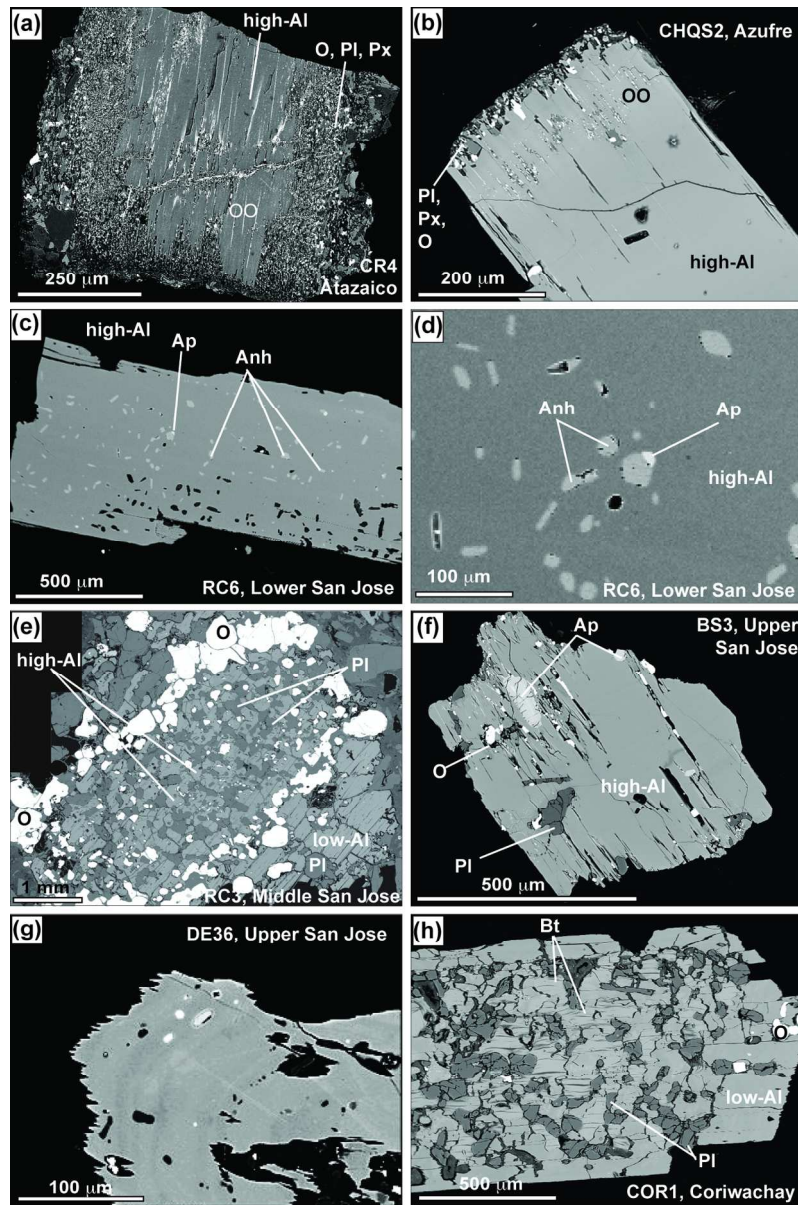 (a)
high-Al
O, Pl, Px
OO
CR4
Atazaico
250 µm
(b)
CHQS2, Azufre
OO
Pl,
Px,
O
200 µm
high-Al
(c)
high-Al
Ap
Anh
500 µm
RC6, Lower San Jose
(d)
Anh
Ap
high-Al
100 µm
RC6, Lower San Jose
(e)
O
high-Al
Pl
O
low-Al
Pl
1 mm
RC3, Middle San Jose
(f)
Ap
BS3, Upper
San Jose
O
high-Al
Pl
500 µm
(g)
DE36, Upper San Jose
100 µm
(h)
Bt
O
low-Al
Pl
500 µm
COR1, Coriwachay